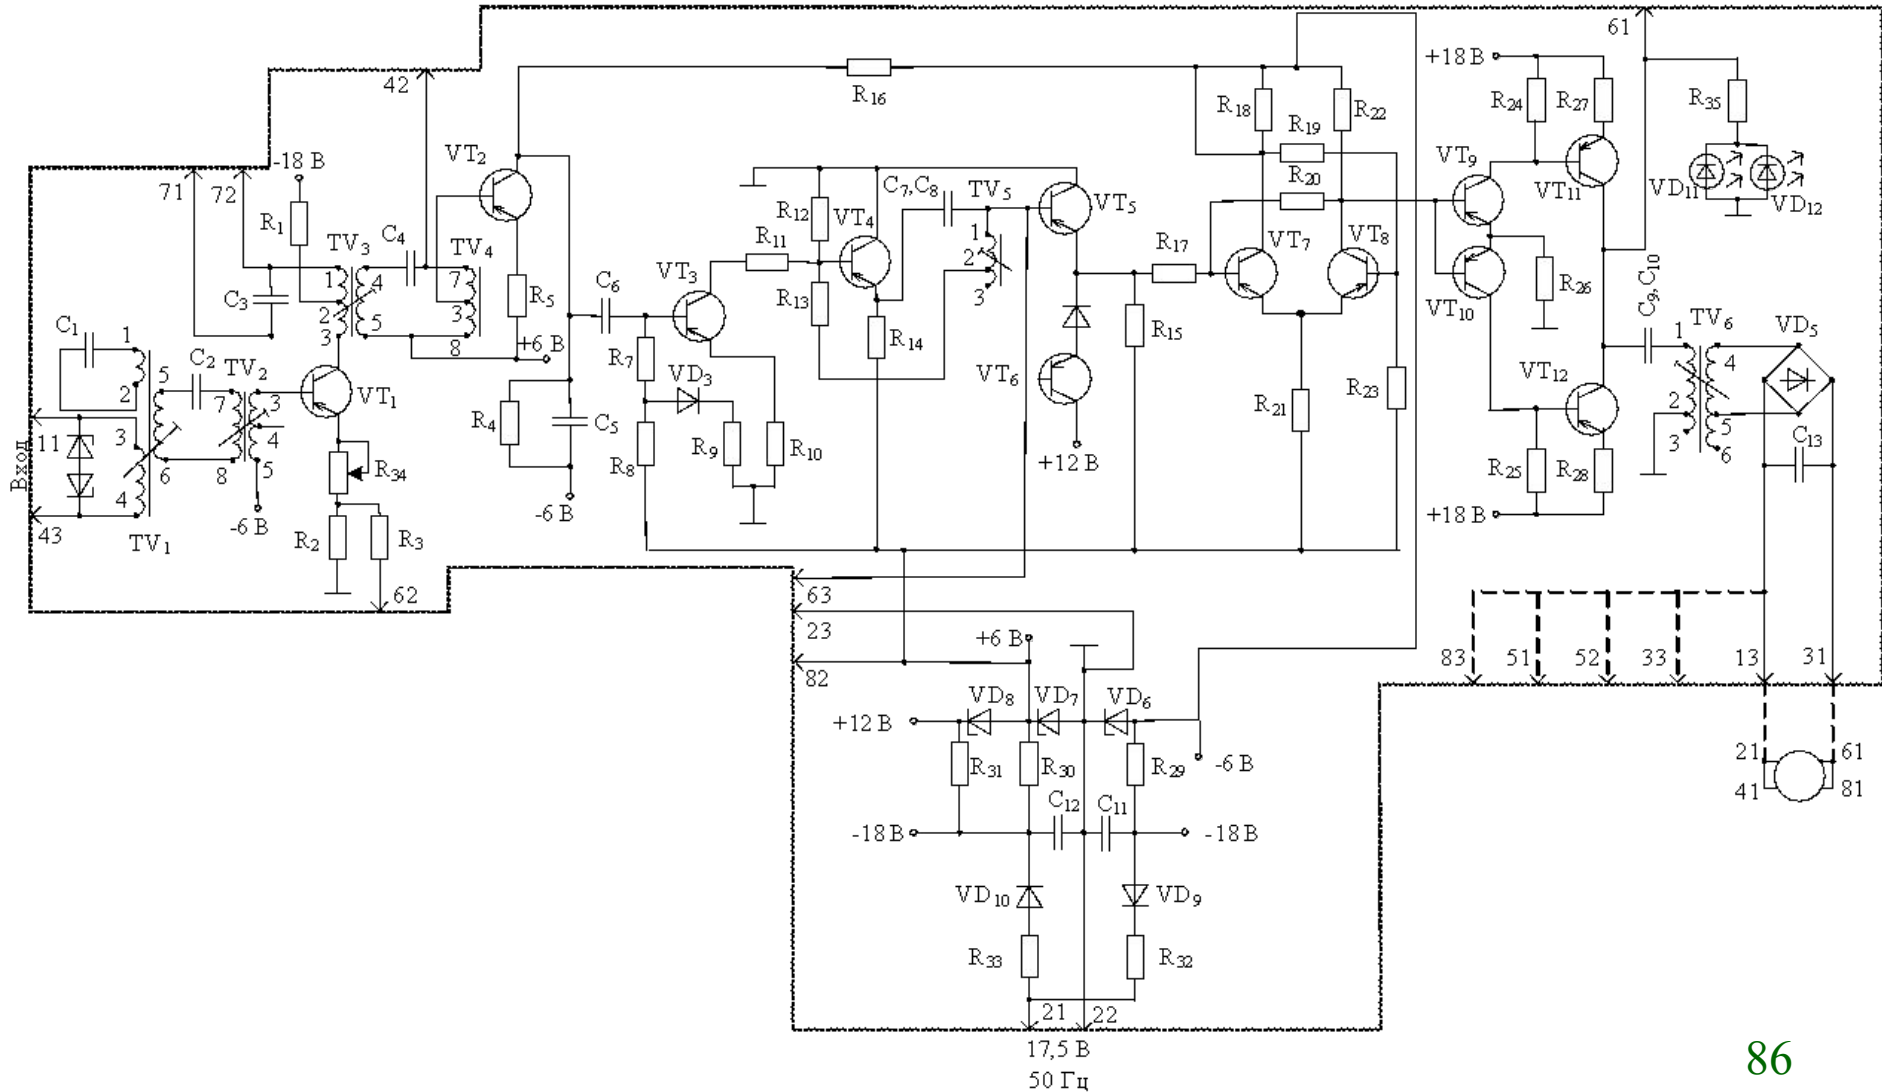 61
+18 В
42
R16
R24
R27
R35
R18
R22
R19
-18 В
VT2
71
72
R20
VT9
VT11
VD11
VD12
R1
C7,C8
TV5
VT5
R12
VT4
TV3
C4
TV4
R11
R17
VT7
VT8
1
4
7
1
2
3
R26
C9, C10
C3
2
5
3
R5
C6
VT3
R13
VT10
8
+6 В
R14
R15
TV6
VD5
C1
1
2
3
TV2
C2
5
7
3
4
VT1
R7
VD3
VT6
R21
R23
VT12
1
2
3
4
5
6
C13
Вход
11
3
4
6
8
5
-6 В
R34
R4
C5
R8
R9
R10
+12 В
R25
R28
43
TV1
R2
R3
-6 В
+18 В
62
63
23
+6 В
82
83
51
52
33
13
31
VD8
VD7
VD6
+12 В
R31
R30
R29
-6 В
21
61
41
81
C12
C11
-18 В
-18 В
VD10
VD9
R33
R32
21
22
17,5 В
50 Гц
86